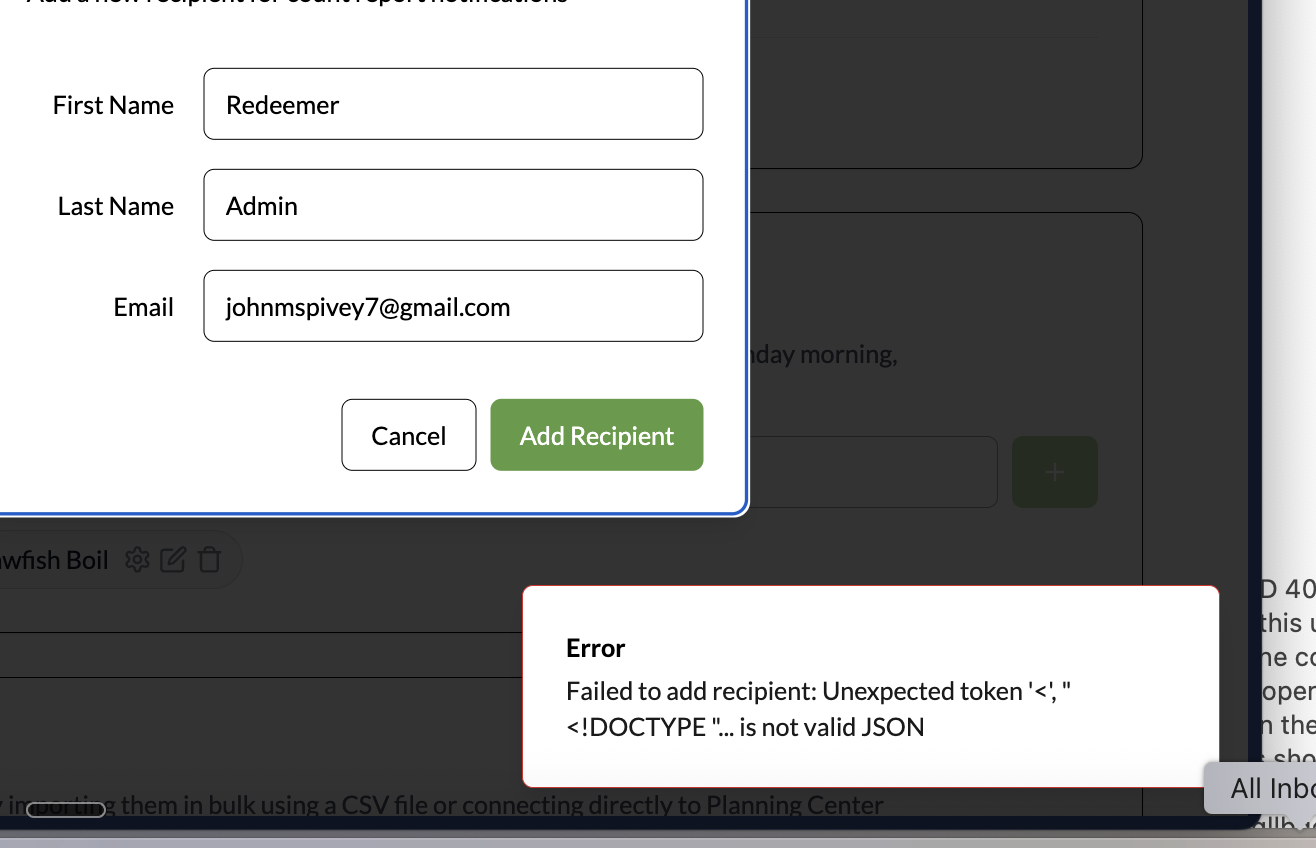 Add a new recipient for count report notifications
First Name
Redeemer
Last Name
Admin
Email
johnmspivey7@gmail.com
nday morning,
Cancel
Add Recipient
+
wfish Boil
Error
Failed to add recipient: Unexpected token '<', "
<!DOCTYPE "... is not valid JSON
importing them in bulk using a CSV file or connecting directly to Planning Center
D 40
this u
he co
oper
n the
sho
All Inbo